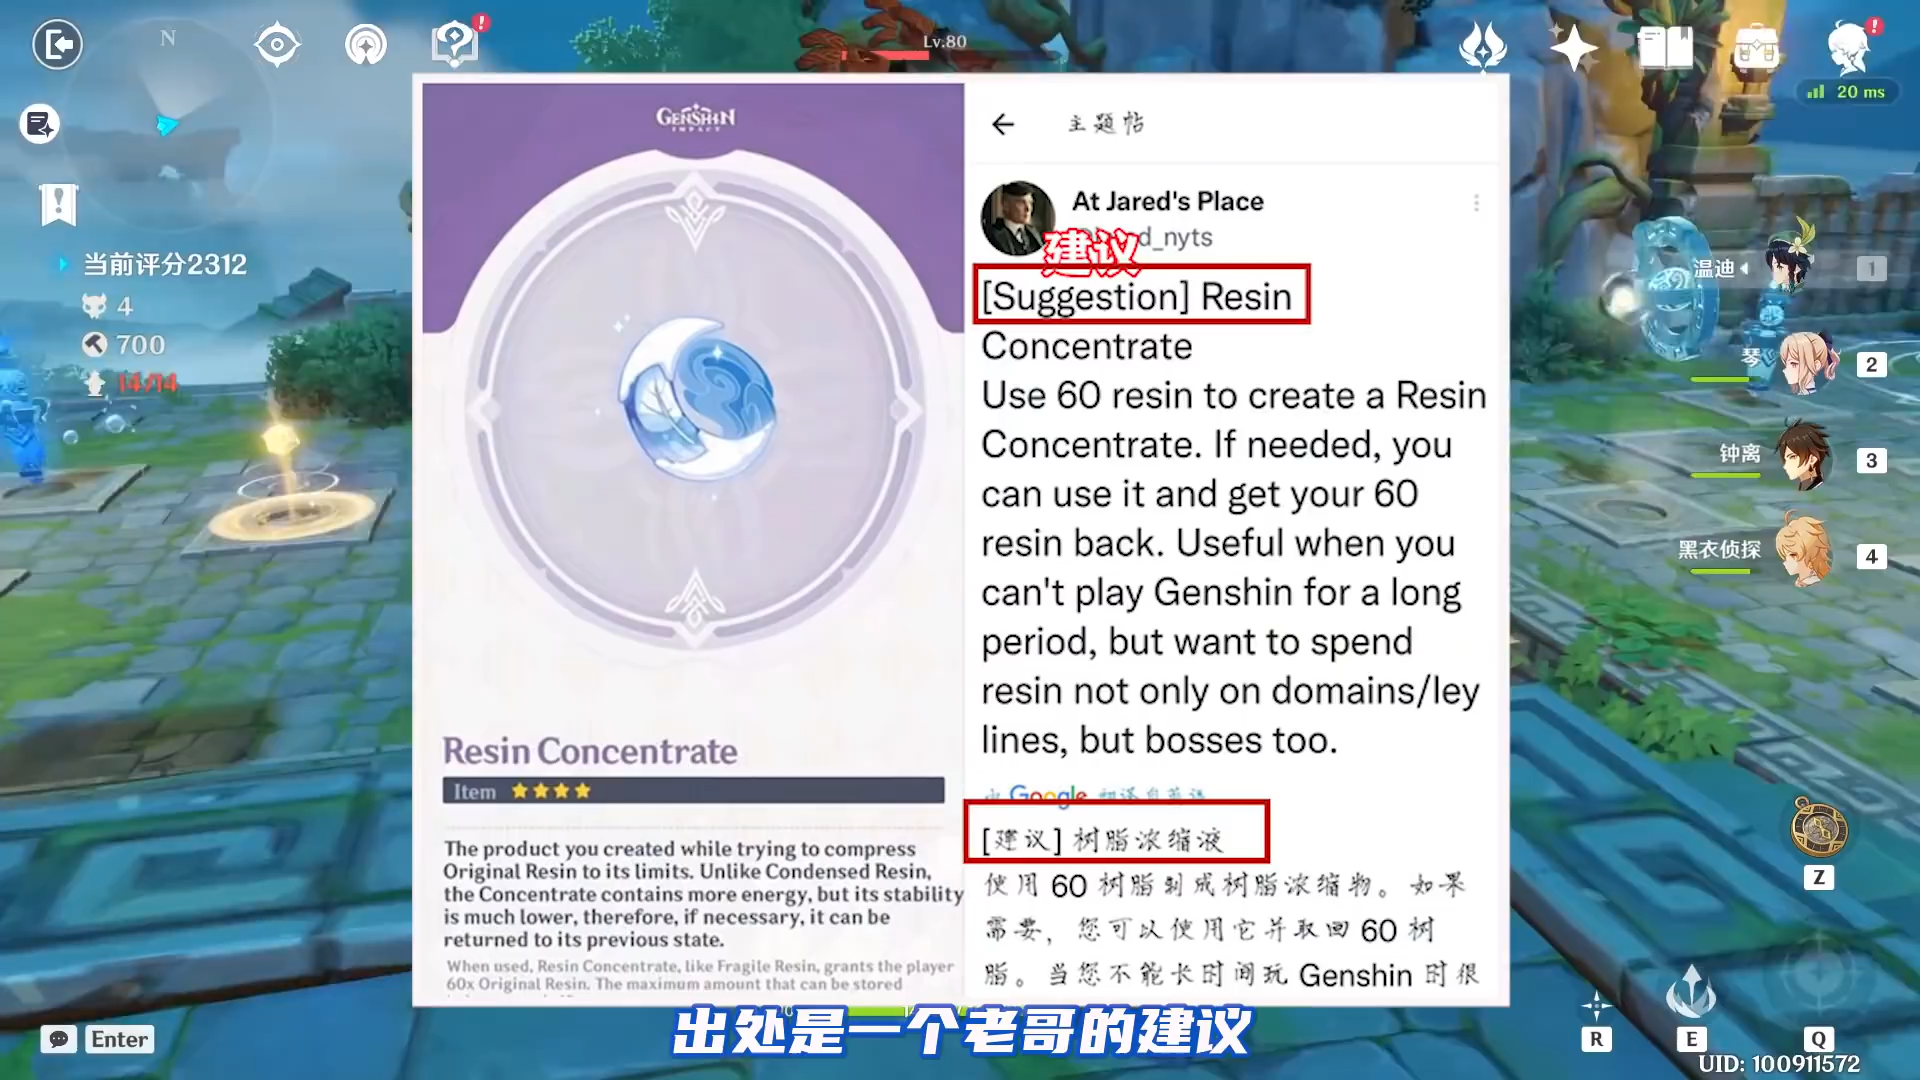 N
Lv.80
20 ms
当前评分2312
4
700
14/14
GENSHIN
IMPACT
Resin Concentrate
Item
The product you created while trying to compress
Original Resin to its limits. Unlike Condensed Resin,
the Concentrate contains more energy, but its stability
is much lower, therefore, if necessary, it can be
returned to its previous state.
When used, Resin Concentrate, like Fragile Resin, grants the player
60x Original Resin. The maximum amount that can be stored
主题帖
At Jared's Place
d_nyts
建议
[Suggestion] Resin
Concentrate
Use 60 resin to create a Resin
Concentrate. If needed, you
can use it and get your 60
resin back. Useful when you
can't play Genshin for a long
period, but want to spend
resin not only on domains/ley
lines, but bosses too.
由 Google 翻译自英语
[建议] 树脂浓缩液
使用 60 树脂制成树脂浓缩物。如果
需要，您可以使用它并取回 60 树
脂。当您不能长时间玩 Genshin 时很
温迪
1
琴
2
钟离
3
黑衣侦探
4
Z
R
E
Q
Enter
出处是一个老哥的建议
UID: 100911572